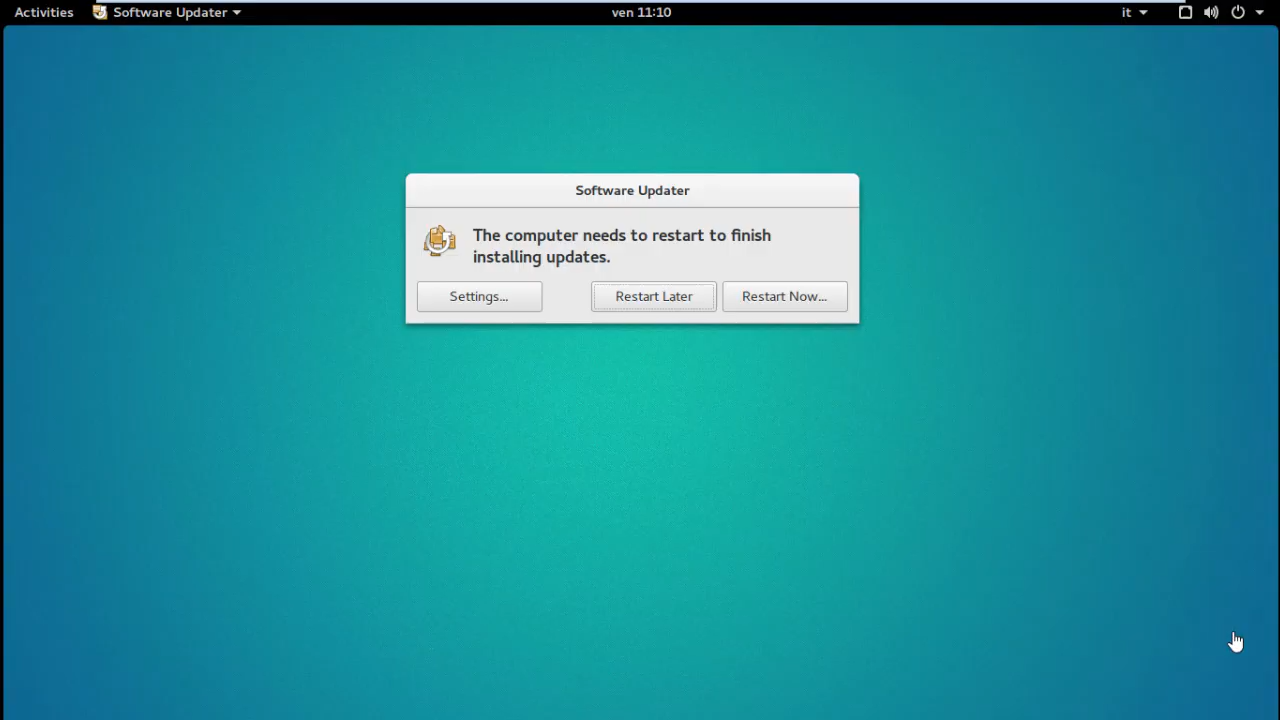 Activities Software Updater ven 11:10 it
Software Updater
The computer needs to restart to finish
installing updates.
Settings... Restart Later Restart Now...